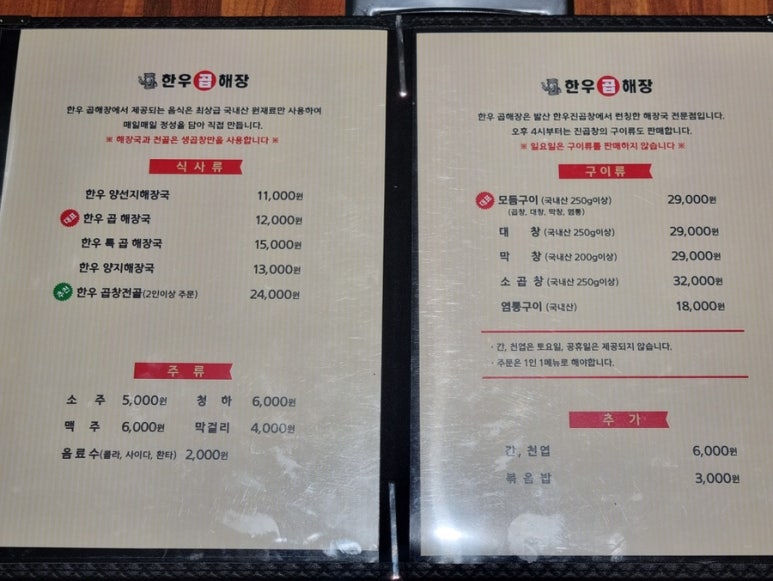 한우 곱 해장
한우 곱해장에서 제공되는 음식은 최상급 국내산 원재료만 사용하여
매일매일 정성을 담아 직접 만듭니다.
※ 해장국과 전골은 생곱창만을 사용합니다 ※
식사류
한우 양선지해장국 11,000원
대표 한우 곱 해장국 12,000원
한우 특 곱 해장국 15,000원
한우 양지해장국 13,000원
추천 한우 곱창전골(2인이상 주문) 24,000원
주류
소 주 5,000원 청 하 6,000원
맥 주 6,000원 막걸리 4,000원
음료수(콜라, 사이다, 환타) 2,000원
한우 곱 해장
한우 곱해장은 발산 한우진곱창에서 런칭한 해장국 전문점입니다.
오후 4시부터는 진곱창의 구이류도 판매합니다.
※ 일요일은 구이류를 판매하지 않습니다 ※
구이류
대표 모듬구이 (국내산 250g이상) 29,000원
(곱창, 대창, 막창, 염통)
대 창 (국내산 250g이상) 29,000원
막 창 (국내산 200g이상) 29,000원
소 곱 창 (국내산 250g이상) 32,000원
염통구이 (국내산) 18,000원
· 간, 천엽은 토요일, 공휴일은 제공되지 않습니다.
· 주문은 1인 1메뉴로 해야합니다.
추 가
간, 천엽 6,000원
볶음밥 3,000원